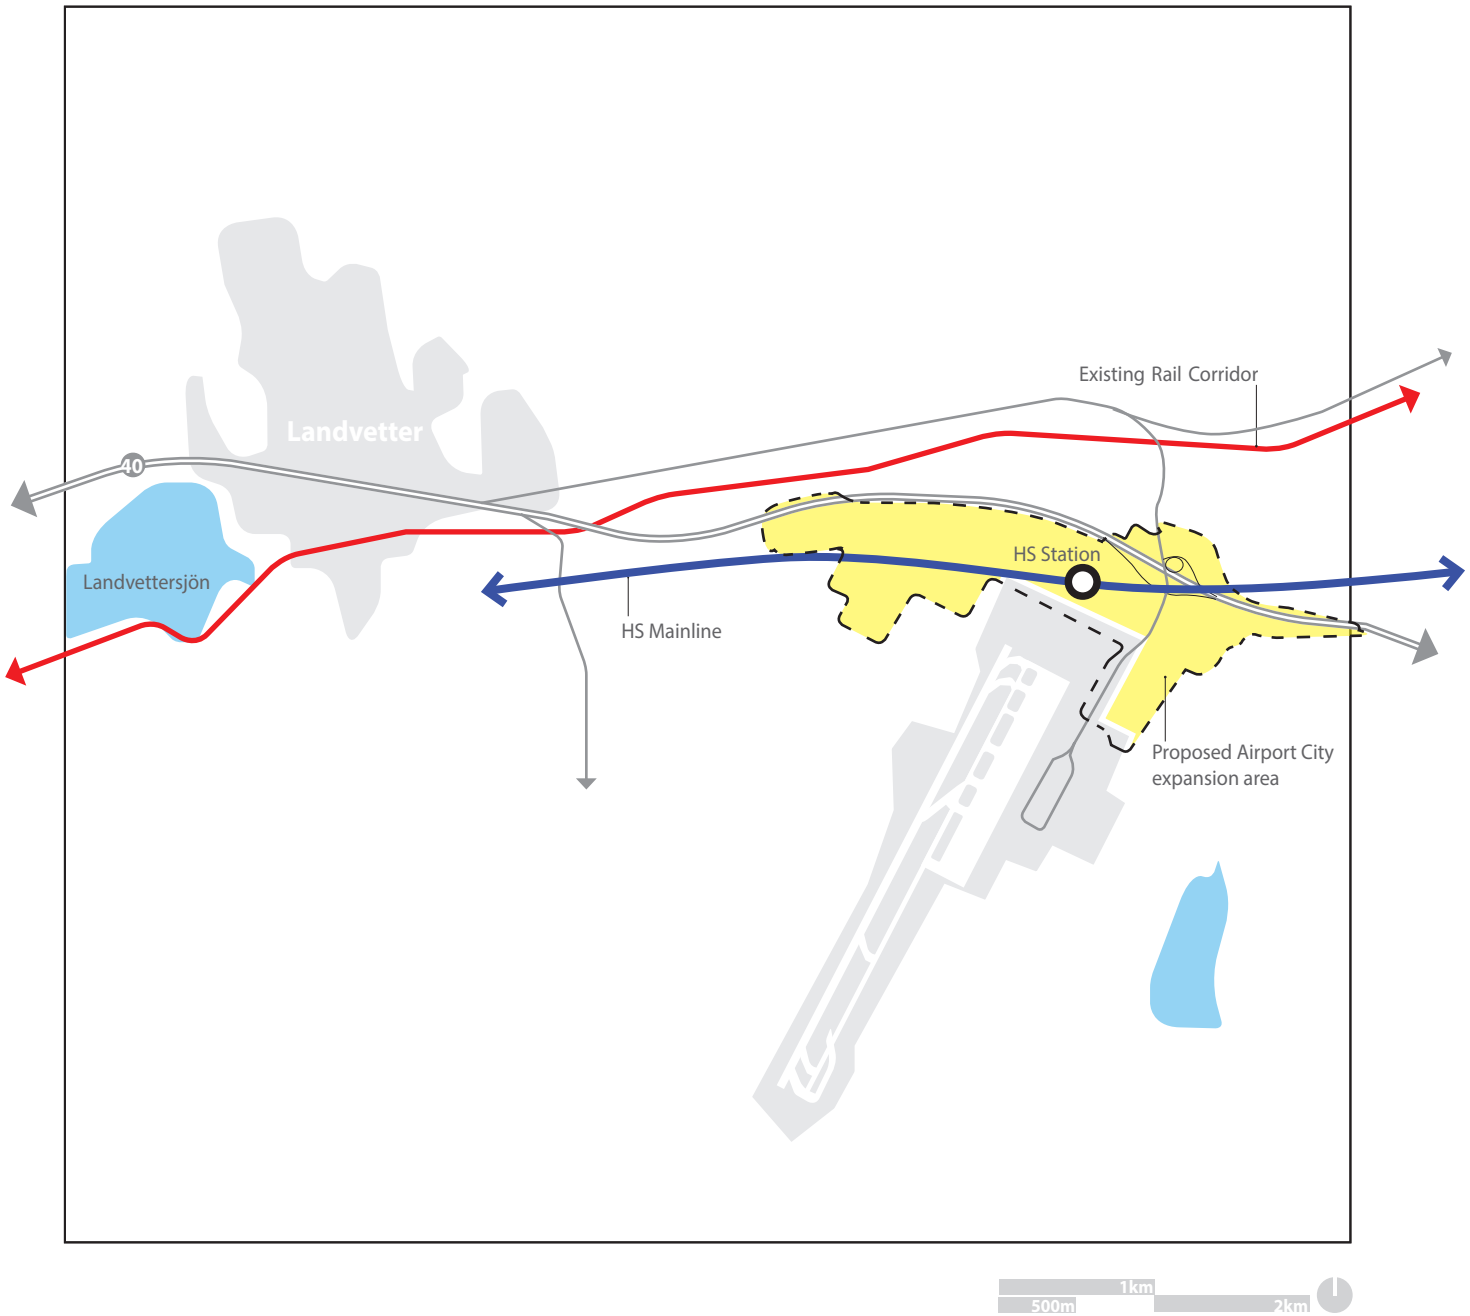 Existing Rail Corridor
Landvetter
40
HS Station
Landvettersjön
HS Mainline
Proposed Airport City
expansion area
1km
500m
2km